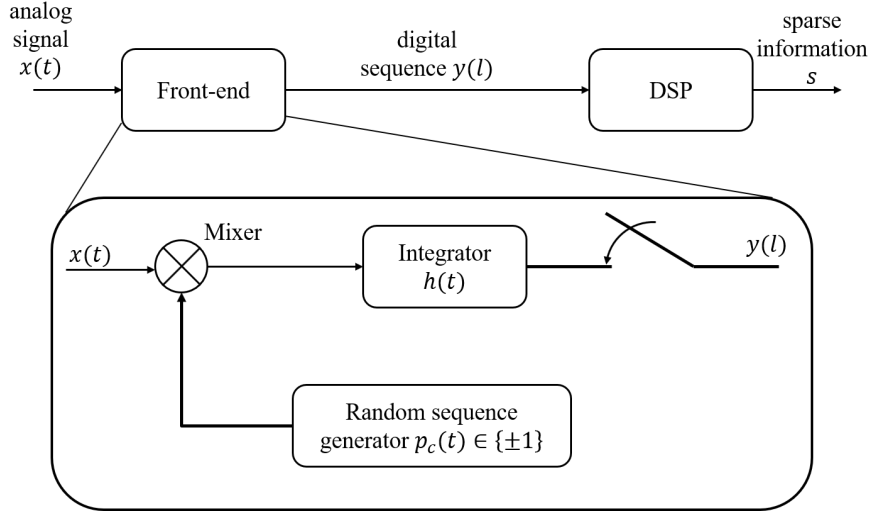 analog
signal
x(t)
Front-end
digital
sequence y(l)
DSP
sparse
information
s
x(t)
Mixer
Integrator
h(t)
y(l)
Random sequence
generator p_c(t) ∈ {±1}